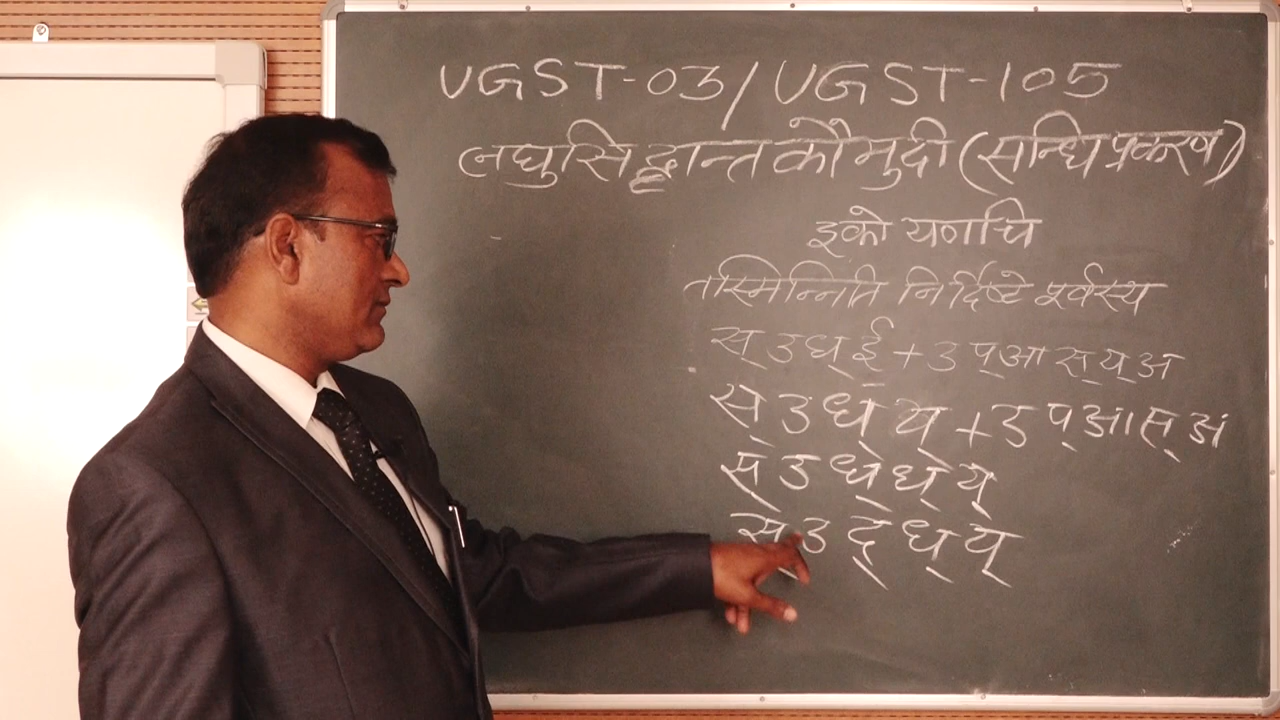 UGST-03/UGST-105
लघुसिद्धान्तकौमुदी (सन्धि प्रकरण)
इको यणचि
तस्मिन्निति निर्दिष्टे पूर्वस्य
स् उ ध् ई + उ प् आ स् य् अ
स् उ ध् य् + उ प् आ स् अं
स् उ ध् ध् य्
स् उ द् ध् य्